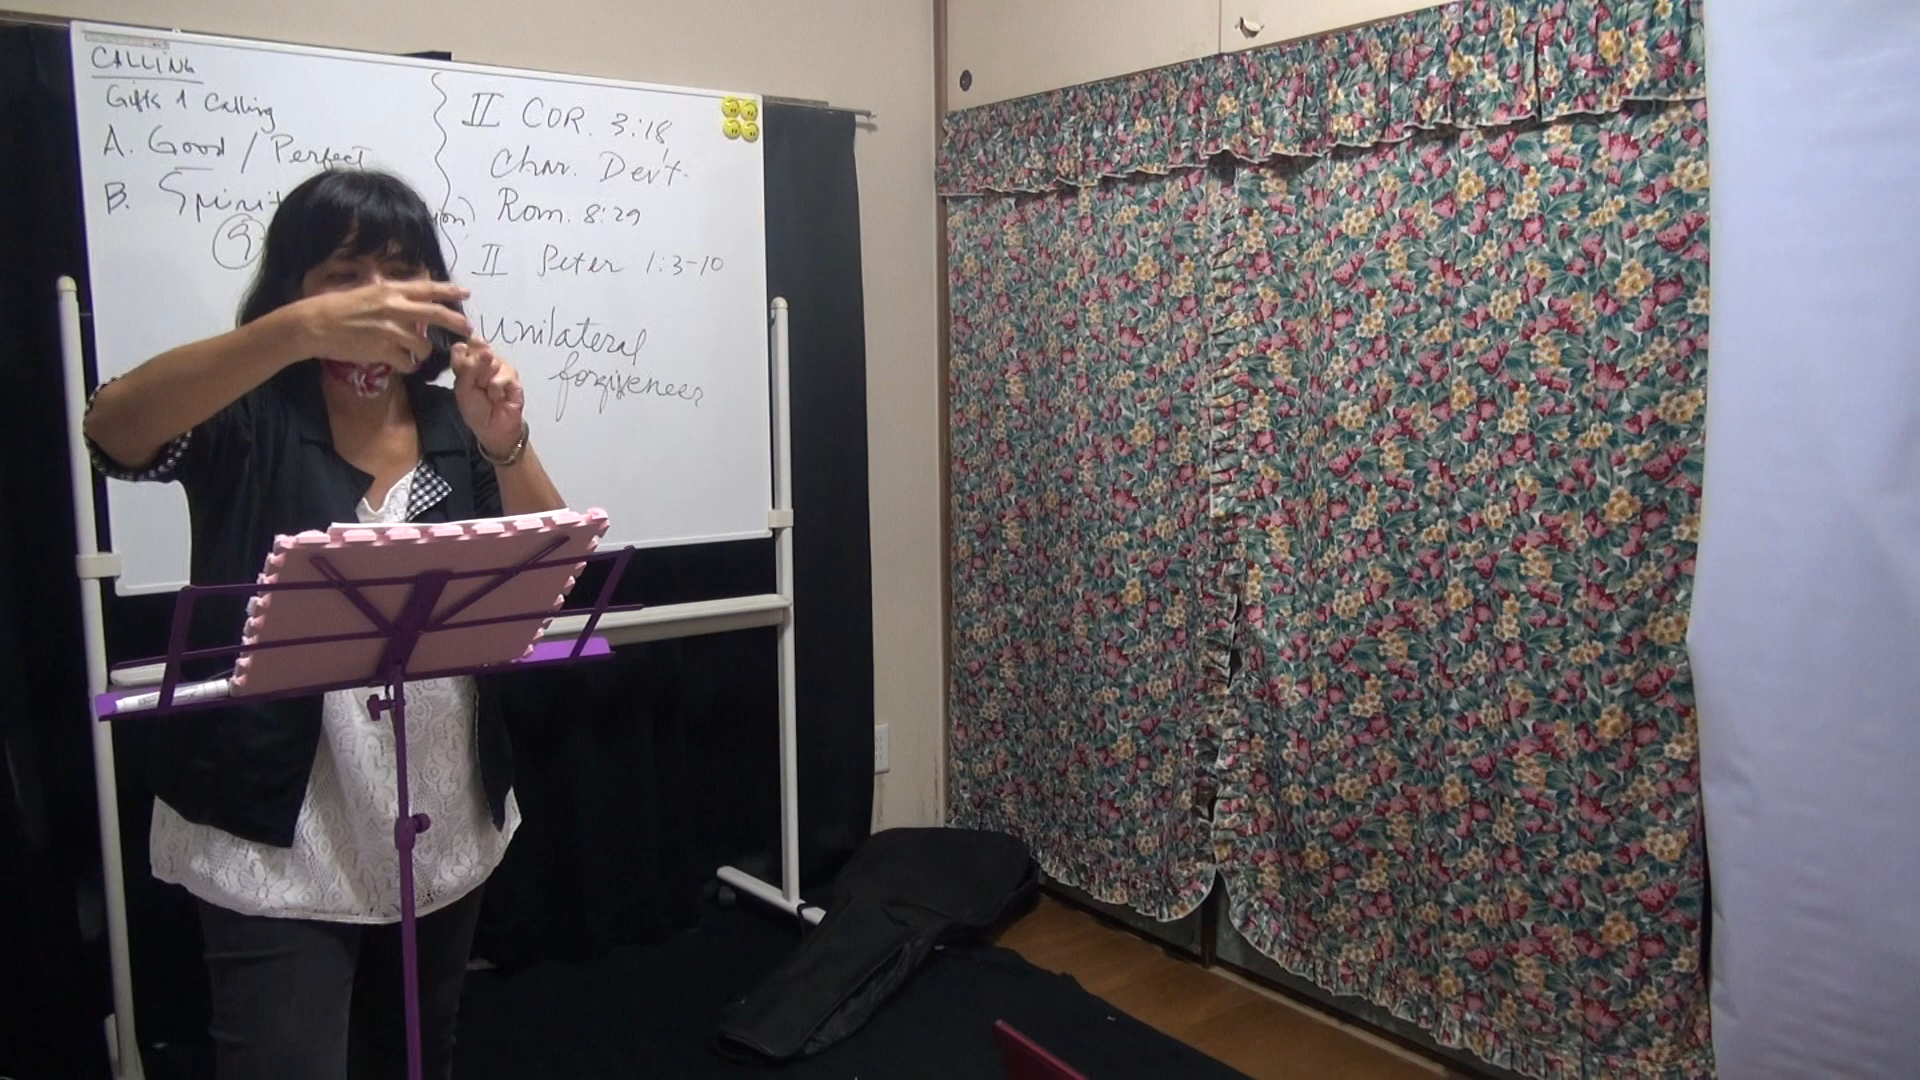 CALLING
Gifts & Calling
A. Good / Perfect
B. Spirit
9
II COR. 3:18
Char. Dev't.
Rom. 8:29
II Peter 1:3-10
Unilateral
forgiveness